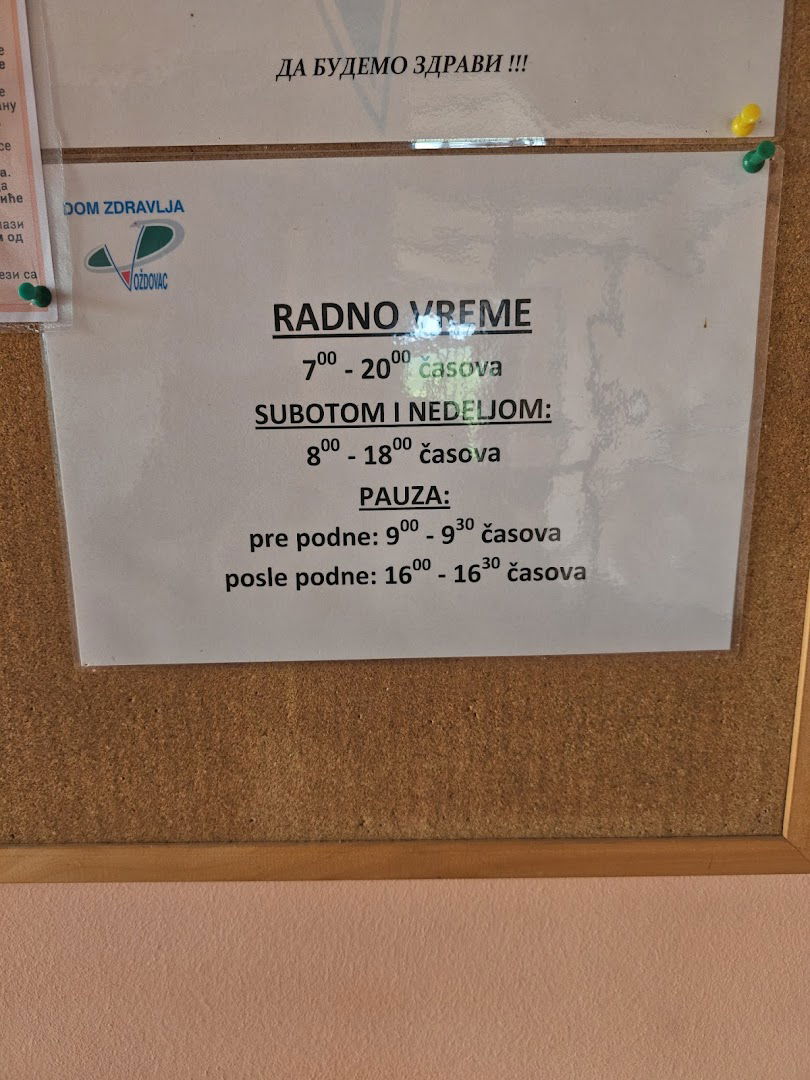 ДА БУДЕМО ЗДРАВИ !!!
DOM ZDRAVLJA
VOŽDOVAC
RADNO VREME
7⁰⁰ - 20⁰⁰ časova
SUBOTOM I NEDELJOM:
8⁰⁰ - 18⁰⁰ časova
PAUZA:
pre podne: 9⁰⁰ - 9³⁰ časova
posle podne: 16⁰⁰ - 16³⁰ časova